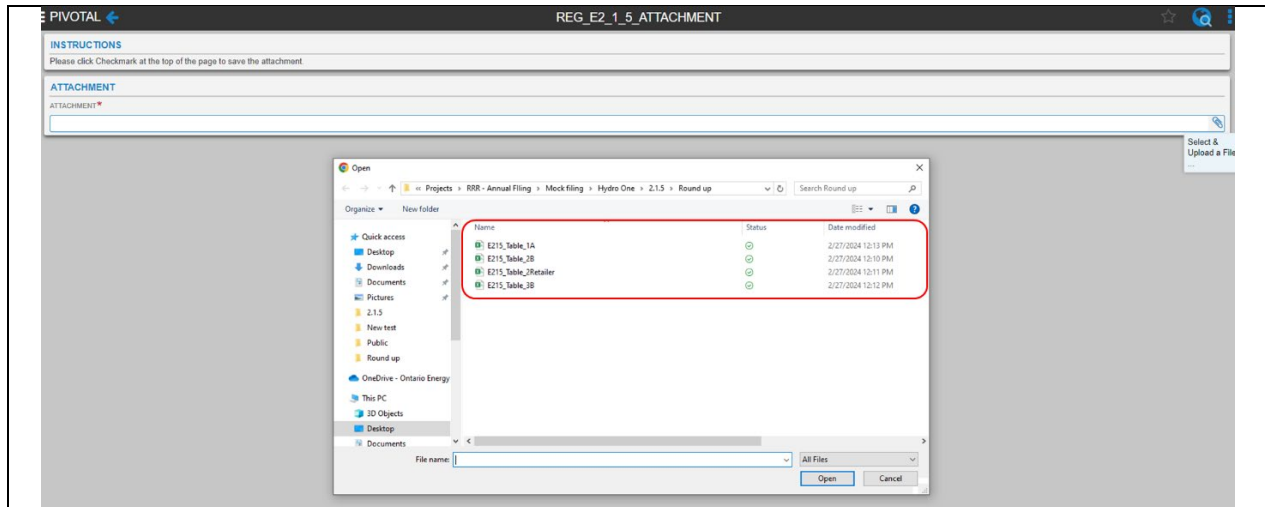 PIVOTAL REG_E2_1_5_ATTACHMENT
INSTRUCTIONS
Please click Checkmark at the top of the page to save the attachment.
ATTACHMENT
ATTACHMENT*
Select &
Upload a File
...
Open
« Projects > RRR - Annual FIling > Mock filing > Hydro One > 2.1.5 > Round up Search Round up
Organize New folder
Name Status Date modified
Quick access
E215_Table_1A 2/27/2024 12:13 PM
Desktop
E215_Table_2B 2/27/2024 12:10 PM
Downloads
E215_Table_2Retailer 2/27/2024 12:11 PM
Documents
E215_Table_3B 2/27/2024 12:12 PM
Pictures
2.1.5
New test
Public
Round up
OneDrive - Ontario Energy
This PC
3D Objects
Desktop
Documents
File name: All Files
Open Cancel